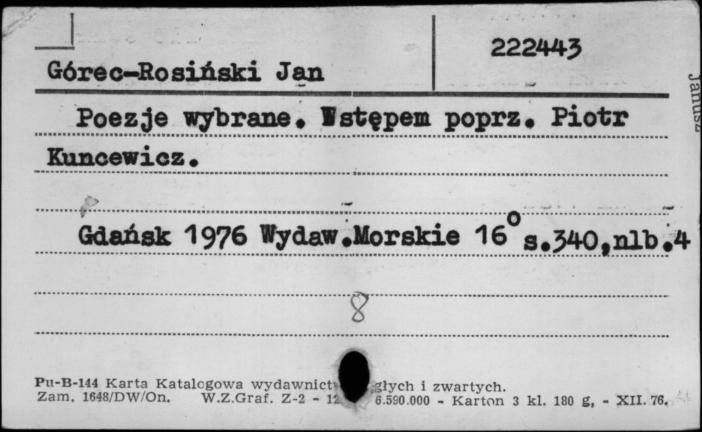 222443
Górec-Rosiński Jan
Poezje wybrane. Wstępem poprz. Piotr
Kuncewicz.
Gdańsk 1976 Wydaw.Morskie 16° s.340,nlb.4
8
Pu-B-144 Karta Katalogowa głych i zwartych.
Zam. 1648/DW/On. W.Z.Graf. Z-2 - 6.590.000 - Karton 3 kl. 180 g, - XII. 76.
Janusz